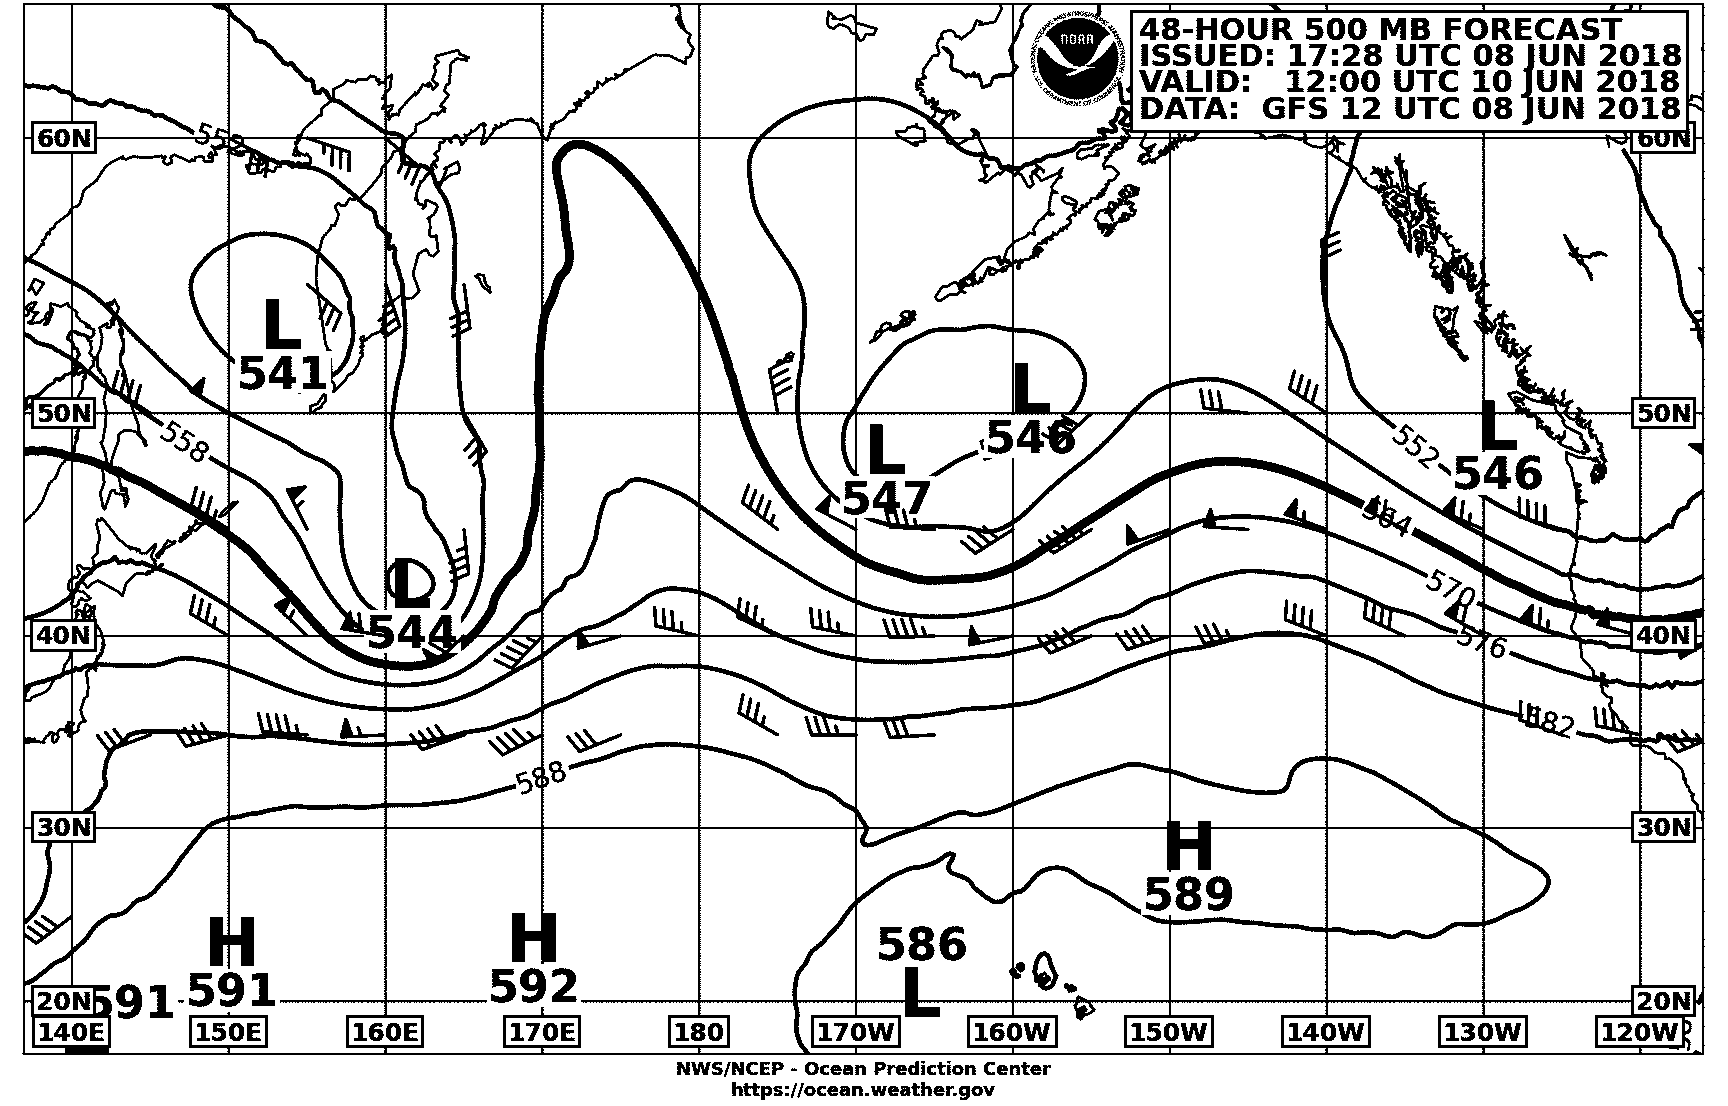 48-HOUR 500 MB FORECAST
ISSUED: 17:28 UTC 08 JUN 2018
VALID: 12:00 UTC 10 JUN 2018
DATA: GFS 12 UTC 08 JUN 2018
NOAA
60N
552
60N
L
541
L
546
50N
50N
558
L
547
552
L
546
564
L
544
570
40N
40N
576
582
588
30N
30N
H
589
H
591
H
592
586
L
20N
591
20N
140E
150E
160E
170E
180
170W
160W
150W
140W
130W
120W
NWS/NCEP - Ocean Prediction Center
https://ocean.weather.gov